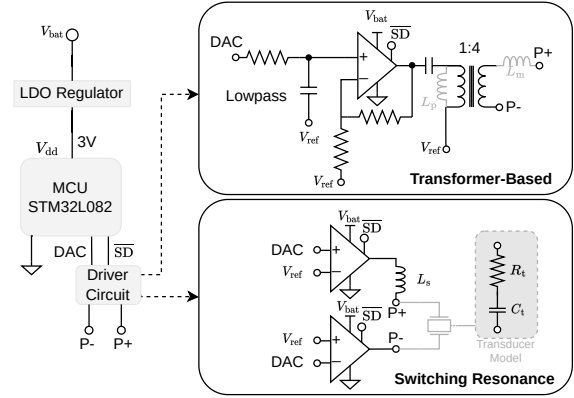 V_bat
LDO Regulator
V_dd
3V
MCU
STM32L082
DAC
SD
Driver
Circuit
P-
P+
V_bat
SD
DAC
+
−
Lowpass
V_ref
V_ref
1:4
L_p
L_m
P+
P-
V_ref
Transformer-Based
V_bat
SD
DAC
+
V_ref
−
L_s
P+
V_bat
SD
V_ref
+
DAC
−
P-
R_t
C_t
Transducer
Model
Switching Resonance